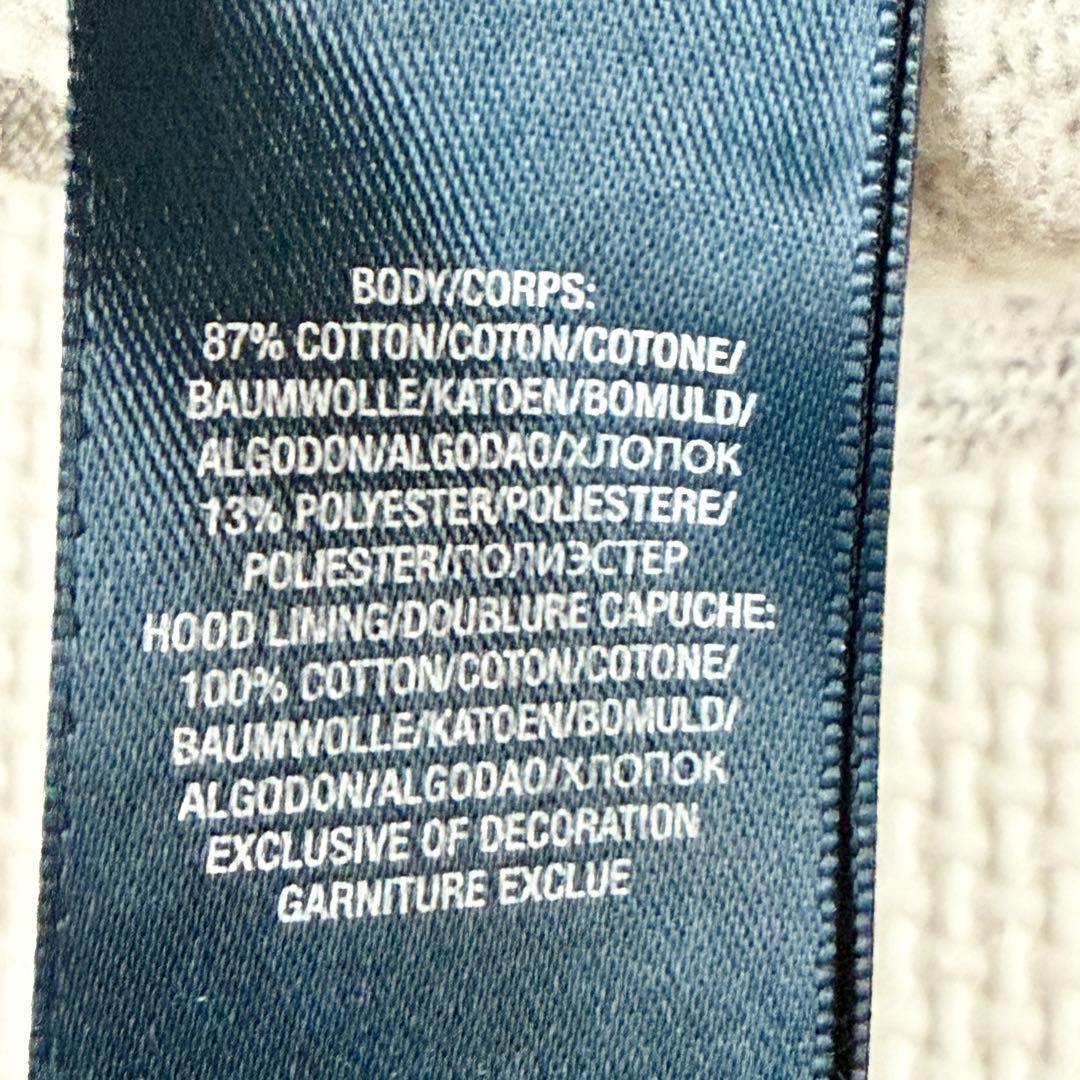 BODY/CORPS:
87% COTTON/COTON/COTONE/
BAUMWOLLE/KATOEN/BOMULD/
ALGODON/ALGODAO/ХЛОПОК
13% POLYESTER/POLIESTERE/
POLIESTER/ПОЛИЭСТЕР
HOOD LINING/DOUBLURE CAPUCHE:
100% COTTON/COTON/COTONE/
BAUMWOLLE/KATOEN/BOMULD/
ALGODON/ALGODAO/ХЛОПОК
EXCLUSIVE OF DECORATION
GARNITURE EXCLUE